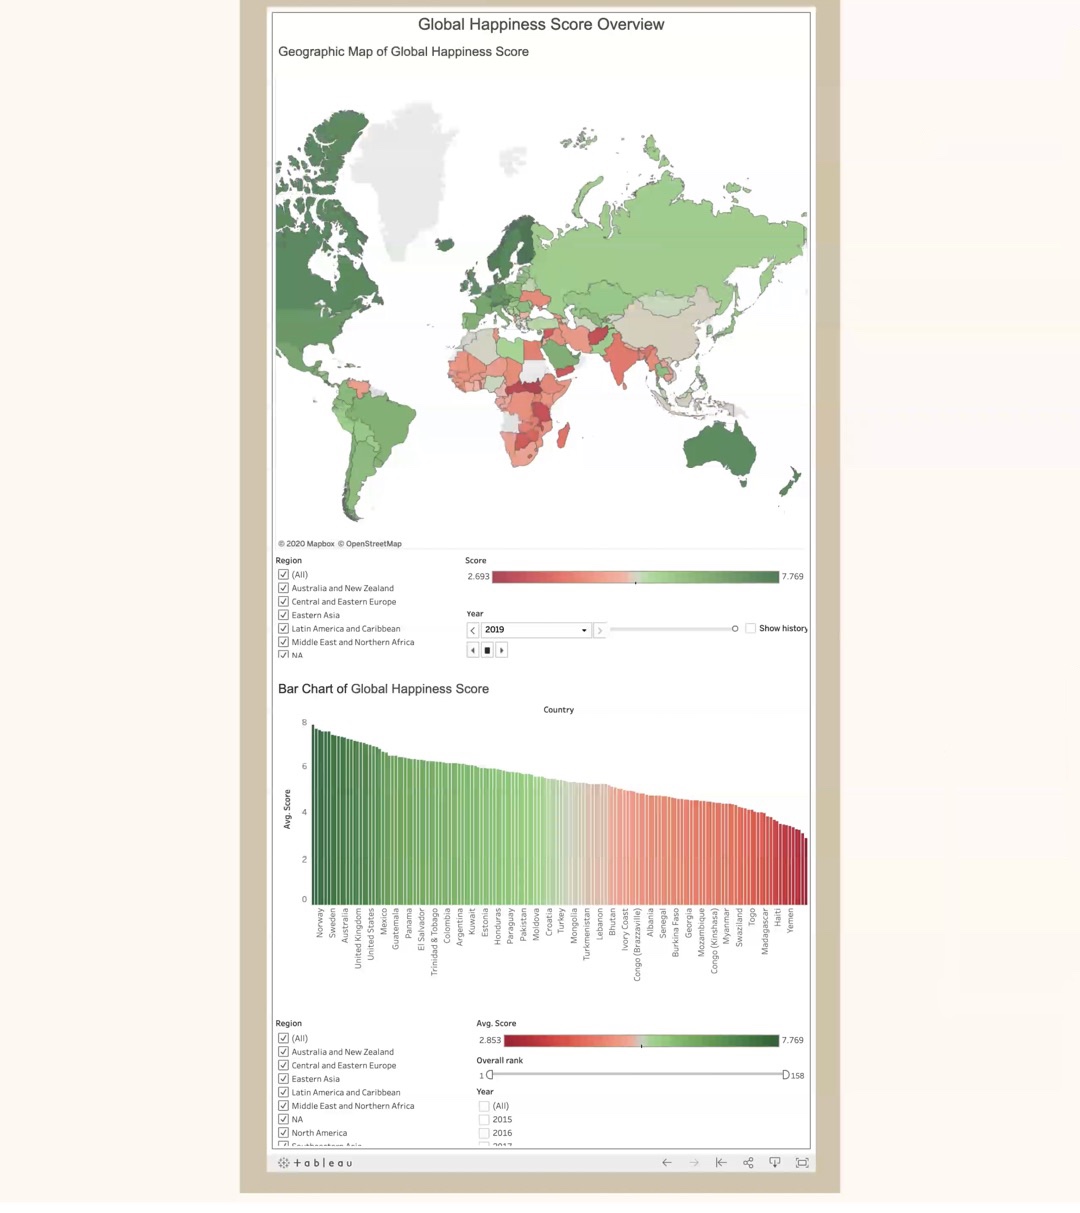 Global Happiness Score Overview
Geographic Map of Global Happiness Score
© 2020 Mapbox © OpenStreetMap
Region
(All)
Australia and New Zealand
Central and Eastern Europe
Eastern Asia
Latin America and Caribbean
Middle East and Northern Africa
NA
Score
2.693 7.769
Year
2019
Show history
Bar Chart of Global Happiness Score
Country
Avg. Score
8
6
4
2
0
Norway
Sweden
Australia
United Kingdom
United States
Mexico
Guatemala
Panama
El Salvador
Trinidad & Tobago
Colombia
Argentina
Kuwait
Estonia
Honduras
Paraguay
Pakistan
Moldova
Croatia
Turkey
Mongolia
Turkmenistan
Lebanon
Bhutan
Ivory Coast
Congo (Brazzaville)
Albania
Senegal
Burkina Faso
Georgia
Mozambique
Congo (Kinshasa)
Myanmar
Swaziland
Togo
Madagascar
Haiti
Yemen
Region
(All)
Australia and New Zealand
Central and Eastern Europe
Eastern Asia
Latin America and Caribbean
Middle East and Northern Africa
NA
North America
Avg. Score
2.853 7.769
Overall rank
1 158
Year
(All)
2015
2016
+ a b l e a u